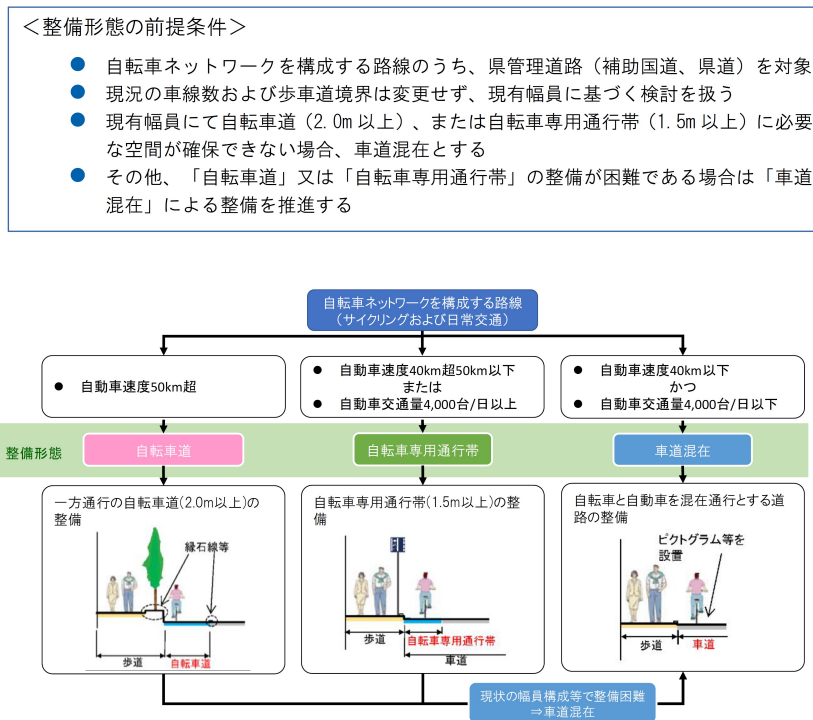 ＜整備形態の前提条件＞
● 自転車ネットワークを構成する路線のうち、県管理道路（補助国道、県道）を対象
● 現況の車線数および歩車道境界は変更せず、現有幅員に基づく検討を扱う
● 現有幅員にて自転車道（2.0m以上）、または自転車専用通行帯（1.5m以上）に必要
な空間が確保できない場合、車道混在とする
● その他、「自転車道」又は「自転車専用通行帯」の整備が困難である場合は「車道
混在」による整備を推進する
自転車ネットワークを構成する路線
（サイクリングおよび日常交通）
● 自動車速度50km超
● 自動車速度40km超50km以下
または
● 自動車交通量4,000台/日以上
● 自動車速度40km以下
かつ
● 自動車交通量4,000台/日以下
整備形態
自転車道
自転車専用通行帯
車道混在
一方通行の自転車道(2.0m以上)の
整備
縁石線等
歩道
自転車道
自転車専用通行帯(1.5m以上)の整
備
歩道
自転車専用通行帯
車道
自転車と自動車を混在通行とする道
路の整備
ピクトグラム等を
設置
歩道
車道
現状の幅員構成等で整備困難
⇒車道混在